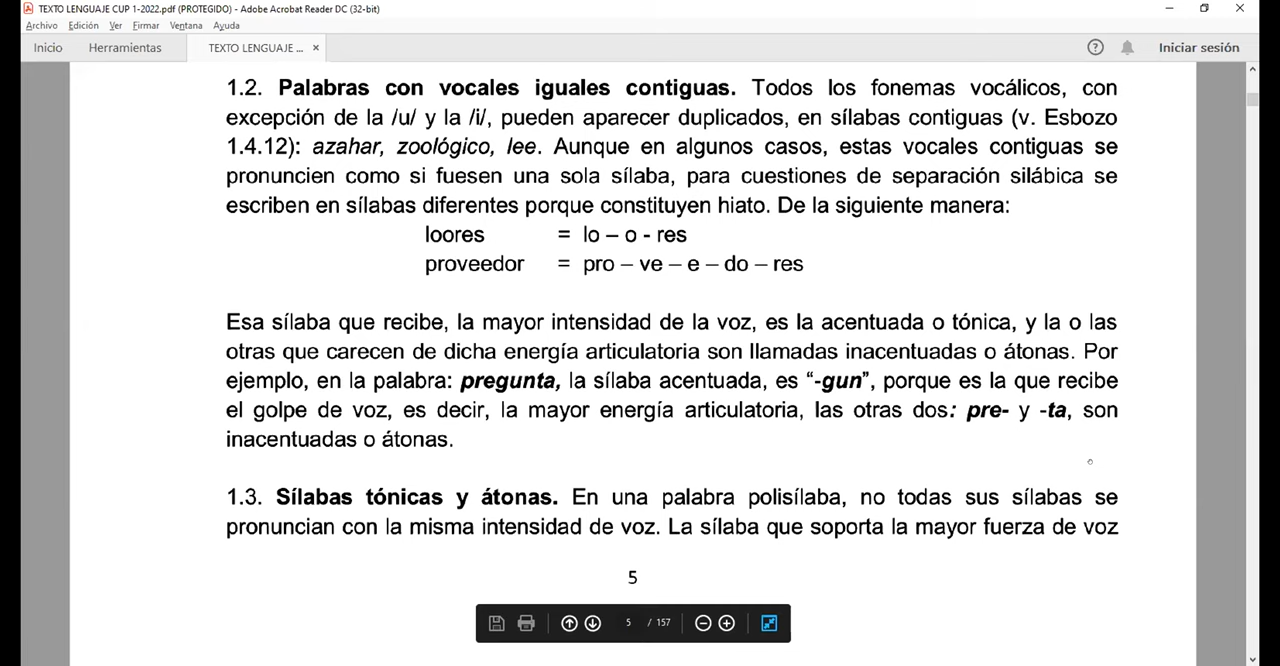 TEXTO LENGUAJE CUP 1-2022.pdf (PROTEGIDO) - Adobe Acrobat Reader DC (32-bit)
Archivo Edición Ver Firmar Ventana Ayuda
Inicio Herramientas TEXTO LENGUAJE ... × Iniciar sesión
1.2. Palabras con vocales iguales contiguas. Todos los fonemas vocálicos, con
excepción de la /u/ y la /i/, pueden aparecer duplicados, en sílabas contiguas (v. Esbozo
1.4.12): azahar, zoológico, lee. Aunque en algunos casos, estas vocales contiguas se
pronuncien como si fuesen una sola sílaba, para cuestiones de separación silábica se
escriben en sílabas diferentes porque constituyen hiato. De la siguiente manera:
loores = lo – o - res
proveedor = pro – ve – e – do – res
Esa sílaba que recibe, la mayor intensidad de la voz, es la acentuada o tónica, y la o las
otras que carecen de dicha energía articulatoria son llamadas inacentuadas o átonas. Por
ejemplo, en la palabra: pregunta, la sílaba acentuada, es “-gun”, porque es la que recibe
el golpe de voz, es decir, la mayor energía articulatoria, las otras dos: pre- y -ta, son
inacentuadas o átonas.
1.3. Sílabas tónicas y átonas. En una palabra polisílaba, no todas sus sílabas se
pronuncian con la misma intensidad de voz. La sílaba que soporta la mayor fuerza de voz
5
5 / 157